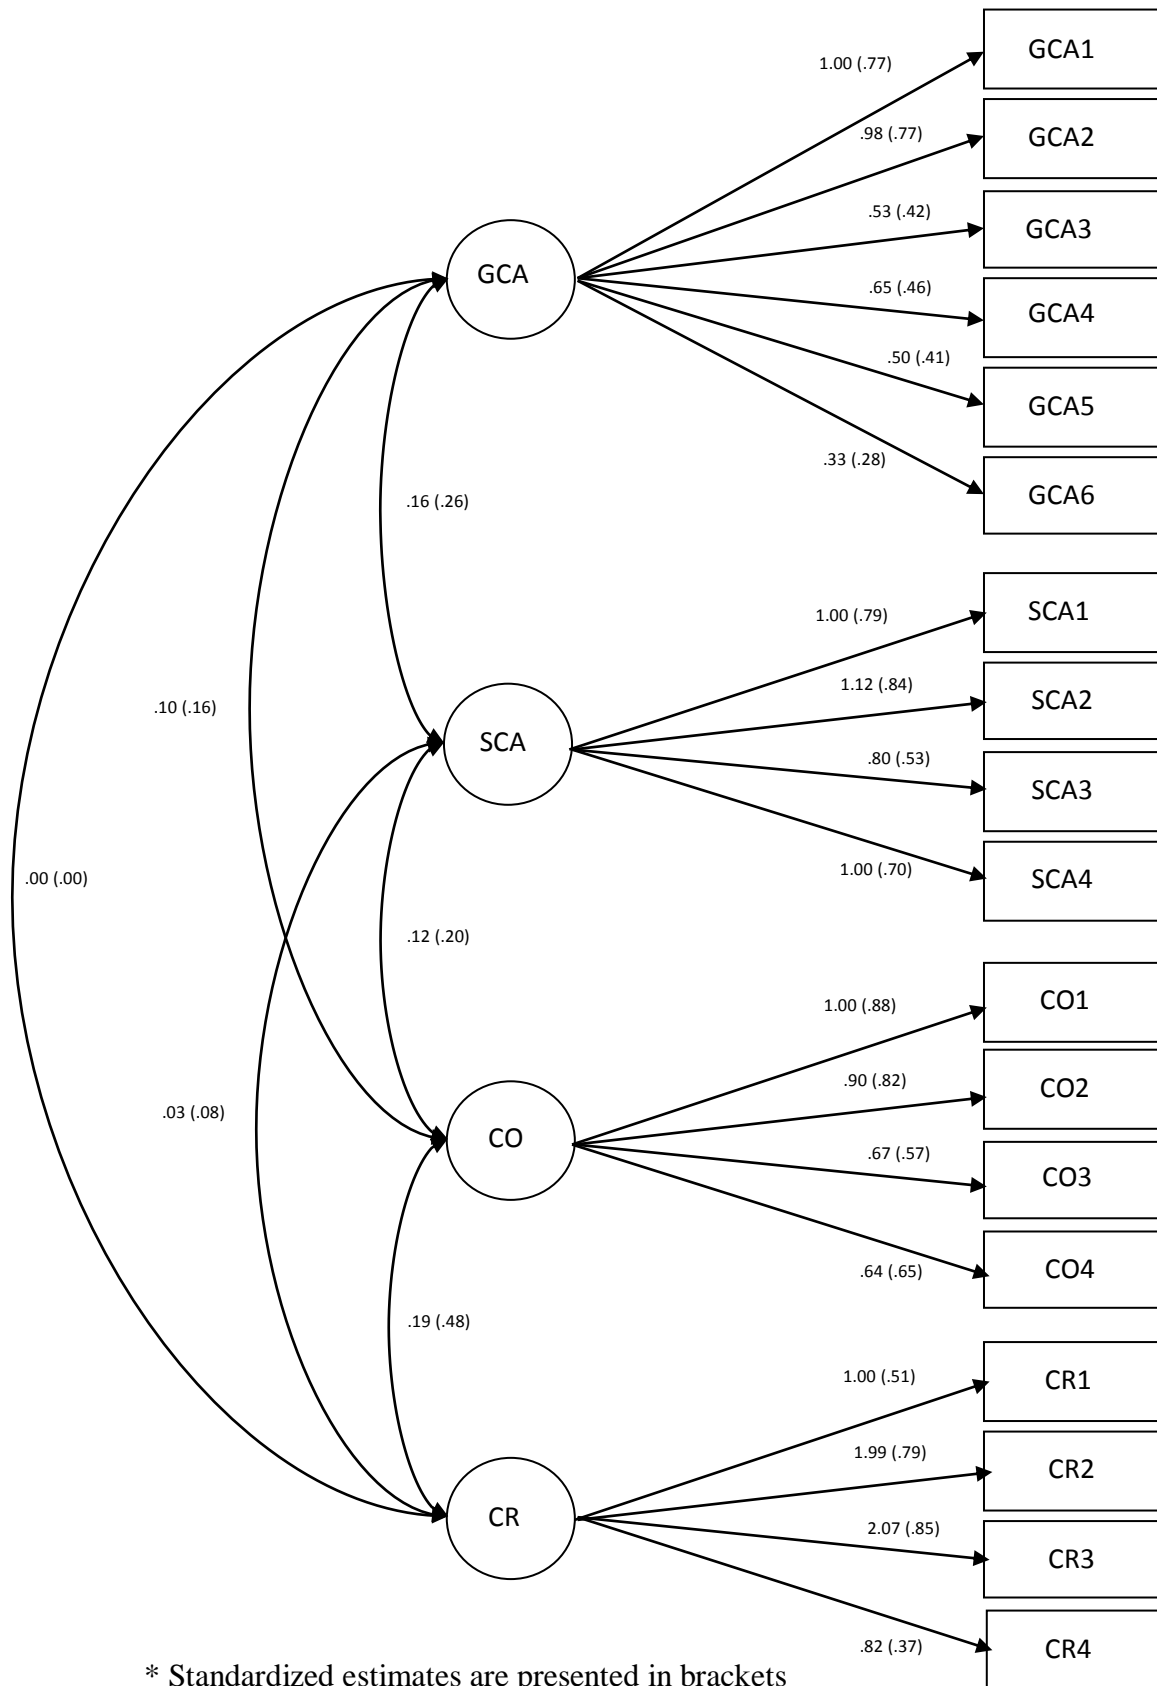 GCA1
1.00 (.77)
GCA2
.98 (.77)
GCA3
.53 (.42)
GCA
.65 (.46)
GCA4
.50 (.41)
GCA5
.33 (.28)
GCA6
.16 (.26)
SCA1
1.00 (.79)
1.12 (.84)
SCA2
.10 (.16)
SCA
.80 (.53)
SCA3
1.00 (.70)
SCA4
.00 (.00)
.12 (.20)
CO1
1.00 (.88)
.90 (.82)
CO2
.03 (.08)
CO
.67 (.57)
CO3
.64 (.65)
CO4
.19 (.48)
1.00 (.51)
CR1
1.99 (.79)
CR2
CR
2.07 (.85)
CR3
.82 (.37)
CR4
* Standardized estimates are presented in brackets